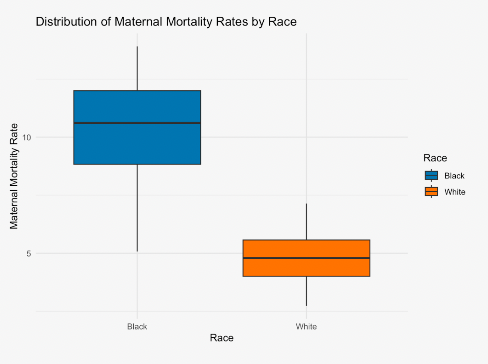 Distribution of Maternal Mortality Rates by Race
Maternal Mortality Rate
10
5
Black
White
Race
Race
Black
White